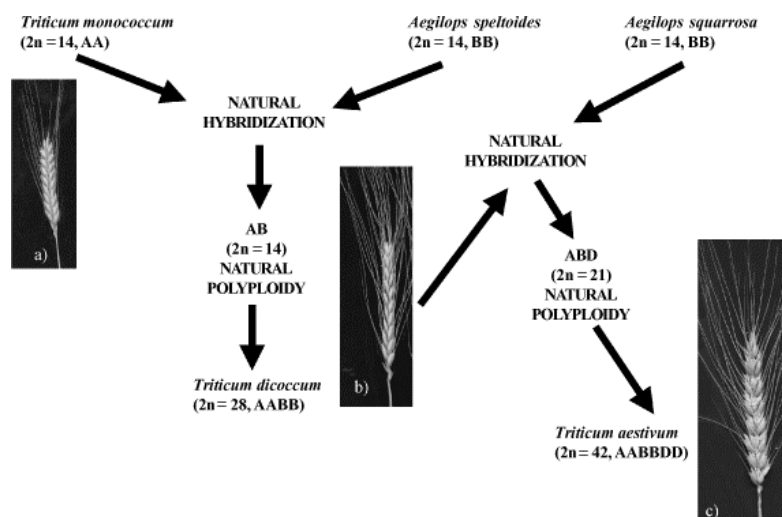 Triticum monococcum
(2n = 14, AA)
Aegilops speltoides
(2n = 14, BB)
Aegilops squarrosa
(2n = 14, BB)
NATURAL
HYBRIDIZATION
NATURAL
HYBRIDIZATION
a)
AB
(2n = 14)
NATURAL
POLYPLOIDY
ABD
(2n = 21)
NATURAL
POLYPLOIDY
b)
Triticum dicoccum
(2n = 28, AABB)
Triticum aestivum
(2n = 42, AABBDD)
c)